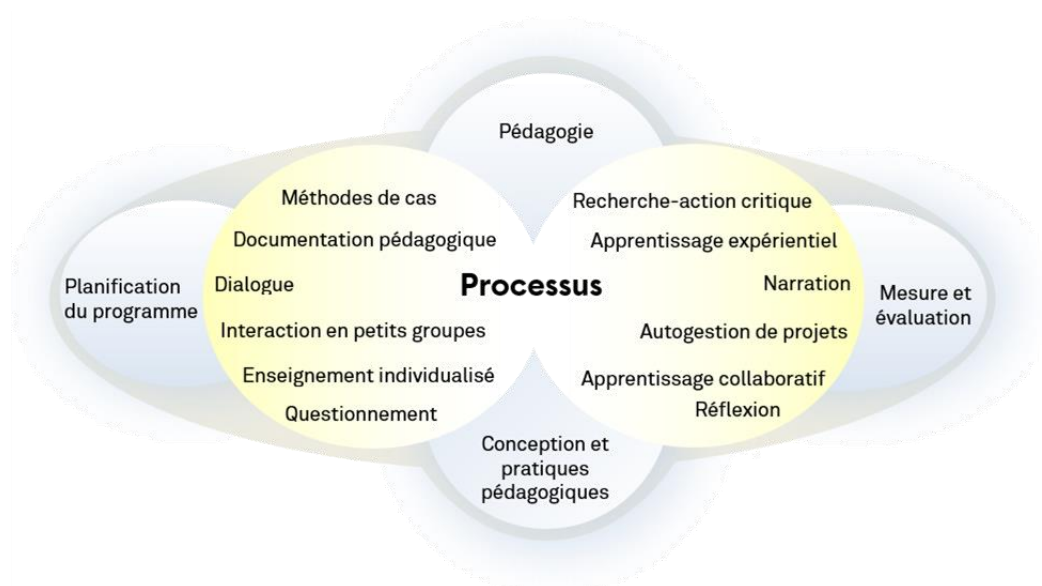 Pédagogie
Méthodes de cas
Documentation pédagogique
Dialogue
Interaction en petits groupes
Enseignement individualisé
Questionnement
Processus
Recherche-action critique
Apprentissage expérientiel
Narration
Autogestion de projets
Apprentissage collaboratif
Réflexion
Planification
du programme
Mesure et
évaluation
Conception et
pratiques
pédagogiques